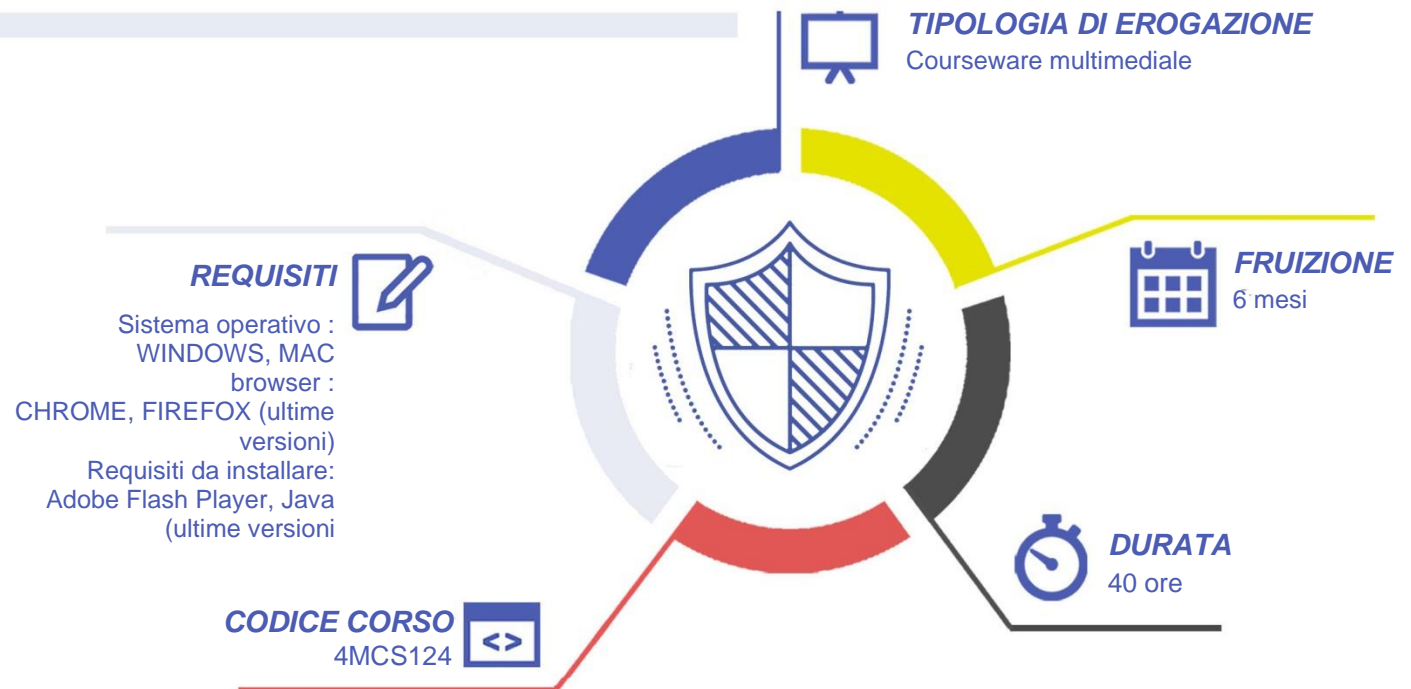 TIPOLOGIA DI EROGAZIONE
Courseware multimediale
REQUISITI
Sistema operativo :
WINDOWS, MAC
browser :
CHROME, FIREFOX (ultime
versioni)
Requisiti da installare:
Adobe Flash Player, Java
(ultime versioni
FRUIZIONE
6 mesi
DURATA
40 ore
CODICE CORSO
4MCS124
<>